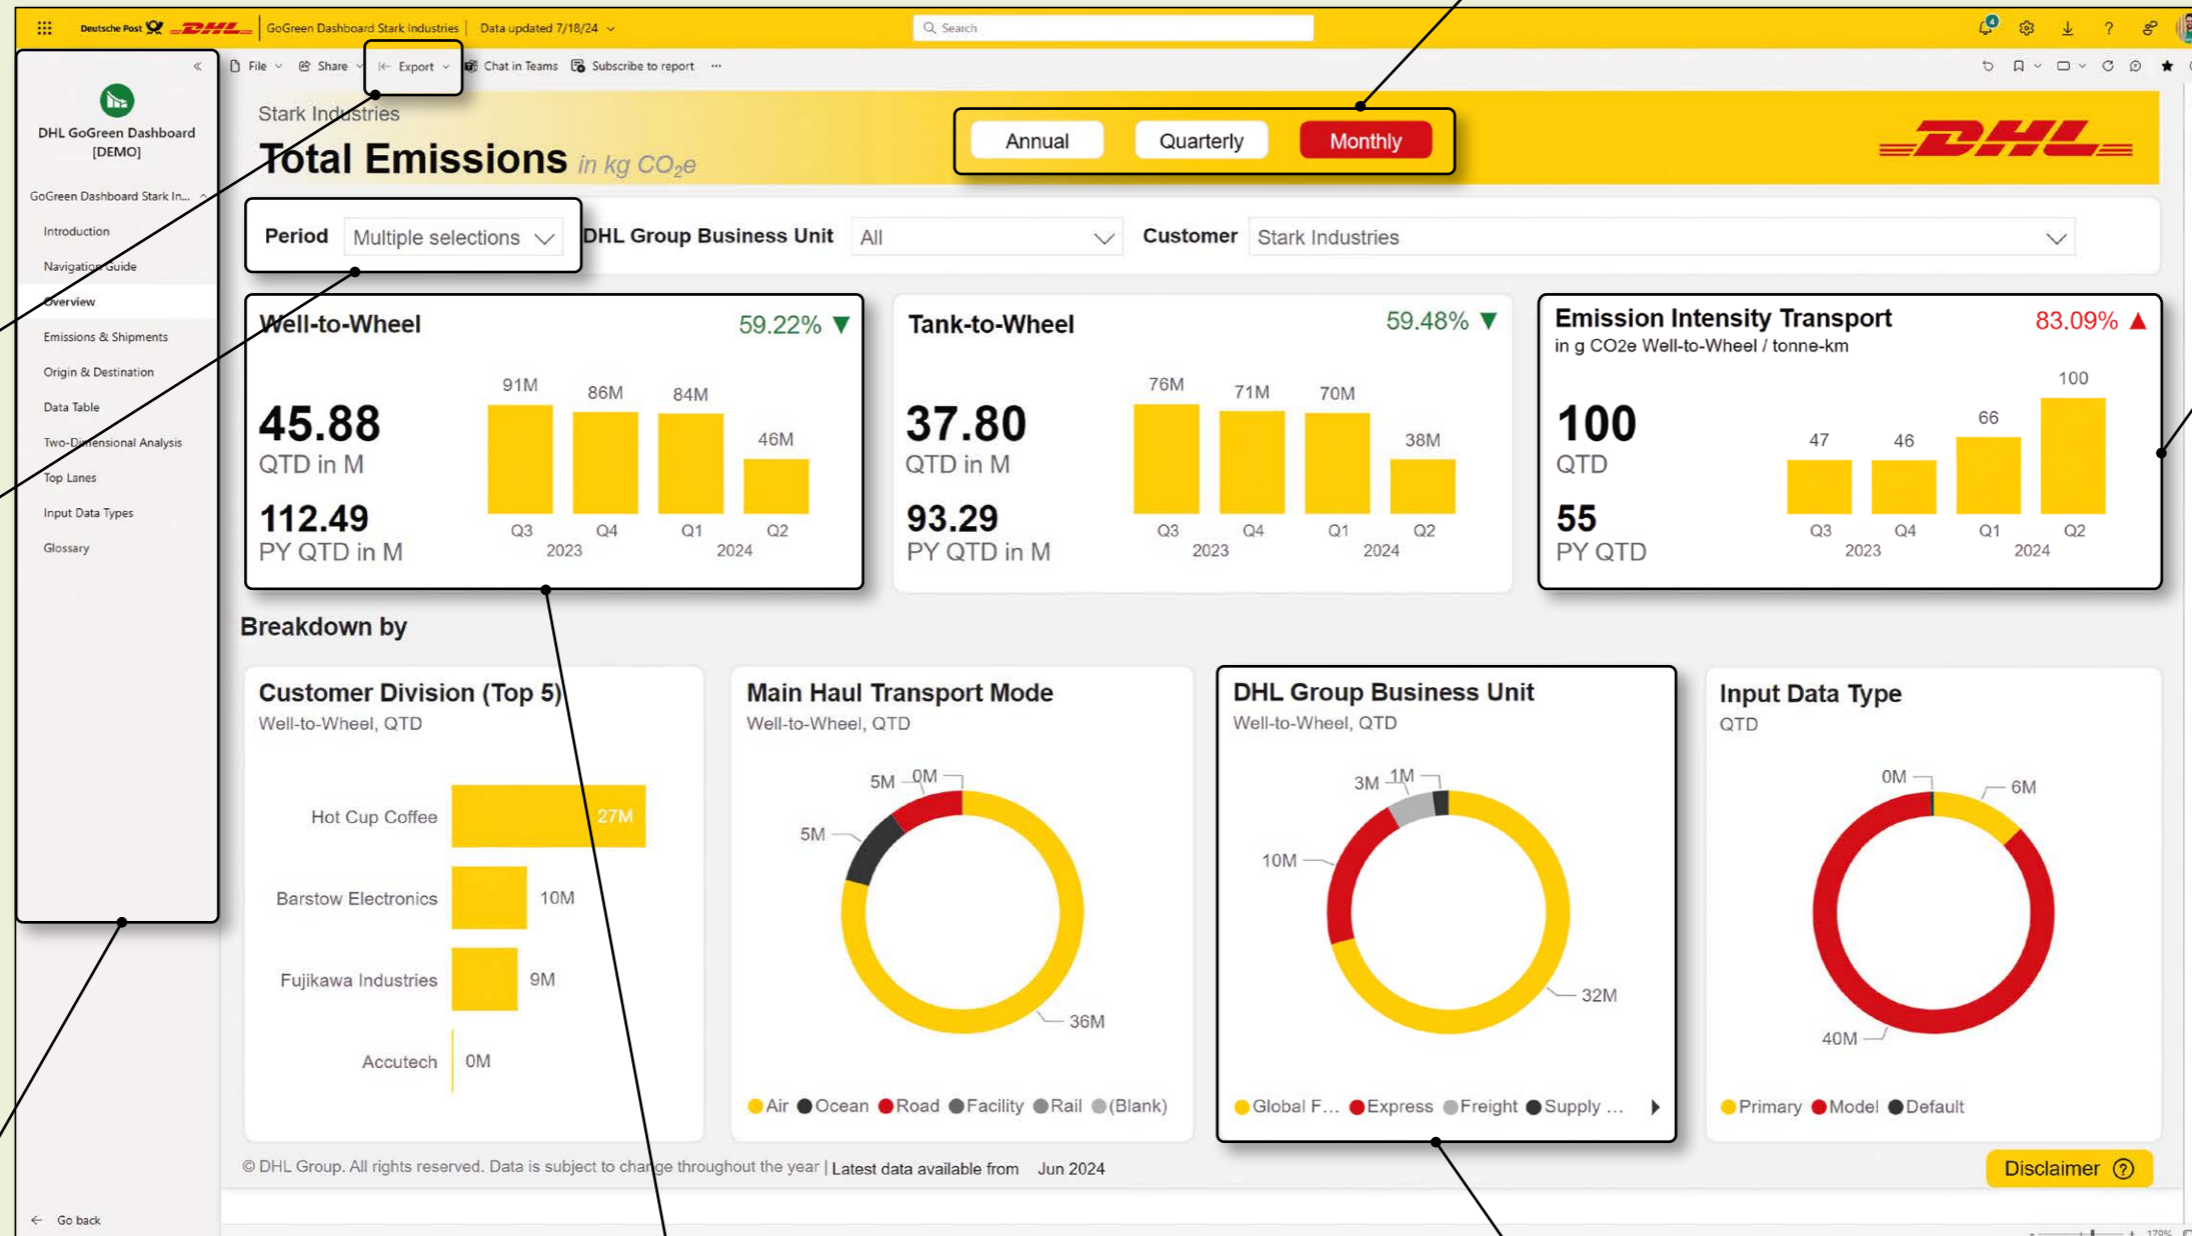 Deutsche Post DHL GoGreen Dashboard Stark Industries Data updated 7/18/24
Search
4
?
File Share Export Chat in Teams Subscribe to report ...
DHL GoGreen Dashboard
[DEMO]
GoGreen Dashboard Stark In...
Introduction
Navigation Guide
Overview
Emissions & Shipments
Origin & Destination
Data Table
Two-Dimensional Analysis
Top Lanes
Input Data Types
Glossary
Go back
Stark Industries
Total Emissions in kg CO₂e
Annual Quarterly Monthly
DHL
Period Multiple selections
DHL Group Business Unit All
Customer Stark Industries
Well-to-Wheel 59.22% ▼
45.88
QTD in M
112.49
PY QTD in M
91M 86M 84M 46M
Q3 Q4 Q1 Q2
2023 2024
Tank-to-Wheel 59.48% ▼
37.80
QTD in M
93.29
PY QTD in M
76M 71M 70M 38M
Q3 Q4 Q1 Q2
2023 2024
Emission Intensity Transport 83.09% ▲
in g CO2e Well-to-Wheel / tonne-km
100
QTD
55
PY QTD
47 46 66 100
Q3 Q4 Q1 Q2
2023 2024
Breakdown by
Customer Division (Top 5)
Well-to-Wheel, QTD
Hot Cup Coffee 27M
Barstow Electronics 10M
Fujikawa Industries 9M
Accutech 0M
Main Haul Transport Mode
Well-to-Wheel, QTD
5M 0M
5M
36M
Air Ocean Road Facility Rail (Blank)
DHL Group Business Unit
Well-to-Wheel, QTD
3M 1M
10M
32M
Global F... Express Freight Supply ...
Input Data Type
QTD
0M 6M
40M
Primary Model Default
© DHL Group. All rights reserved. Data is subject to change throughout the year | Latest data available from Jun 2024
Disclaimer ?
- + 179%